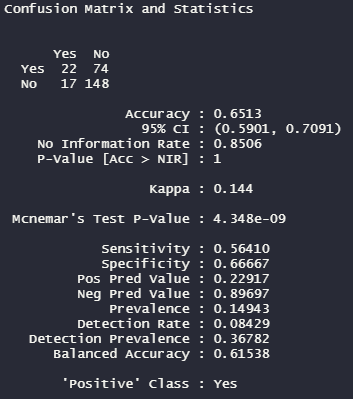 Confusion Matrix and Statistics
Yes No
Yes 22 74
No 17 148
Accuracy : 0.6513
95% CI : (0.5901, 0.7091)
No Information Rate : 0.8506
P-Value [Acc > NIR] : 1
Kappa : 0.144
Mcnemar's Test P-Value : 4.348e-09
Sensitivity : 0.56410
Specificity : 0.66667
Pos Pred Value : 0.22917
Neg Pred Value : 0.89697
Prevalence : 0.14943
Detection Rate : 0.08429
Detection Prevalence : 0.36782
Balanced Accuracy : 0.61538
'Positive' Class : Yes